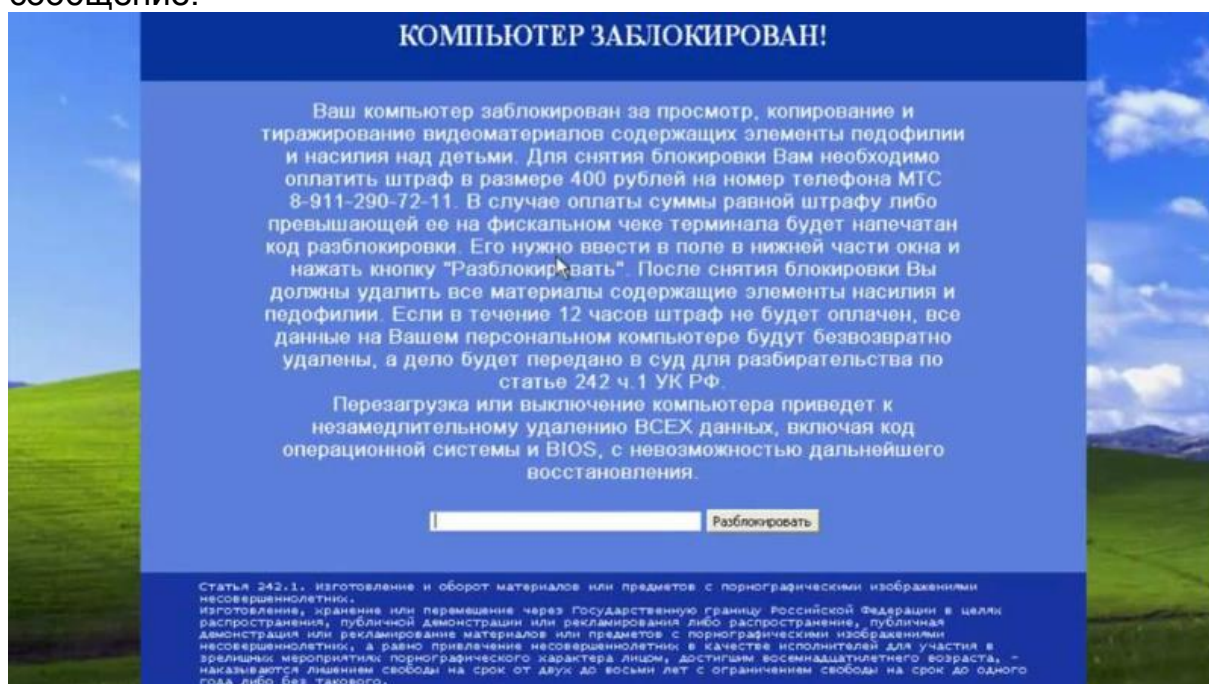 сообщение:
КОМПЬЮТЕР ЗАБЛОКИРОВАН!
Ваш компьютер заблокирован за просмотр, копирование и
тиражирование видеоматериалов содержащих элементы педофилии
и насилия над детьми. Для снятия блокировки Вам необходимо
оплатить штраф в размере 400 рублей на номер телефона МТС
8-911-290-72-11. В случае оплаты суммы равной штрафу либо
превышающей ее на фискальном чеке терминала будет напечатан
код разблокировки. Его нужно ввести в поле в нижней части окна и
нажать кнопку "Разблокировать". После снятия блокировки Вы
должны удалить все материалы содержащие элементы насилия и
педофилии. Если в течение 12 часов штраф не будет оплачен, все
данные на Вашем персональном компьютере будут безвозвратно
удалены, а дело будет передано в суд для разбирательства по
статье 242 ч.1 УК РФ.
Перезагрузка или выключение компьютера приведет к
незамедлительному удалению ВСЕХ данных, включая код
операционной системы и BIOS, с невозможностью дальнейшего
восстановления.
Разблокировать
Статья 242.1. Изготовление и оборот материалов или предметов с порнографическими изображениями
несовершеннолетних.
Изготовление, хранение или перемещение через Государственную границу Российской Федерации в целях
распространения, публичной демонстрации или рекламирования либо распространение, публичная
демонстрация или рекламирование материалов или предметов с порнографическими изображениями
несовершеннолетних, а равно привлечение несовершеннолетних в качестве исполнителей для участия в
зрелищных мероприятиях порнографического характера лицом, достигшим восемнадцатилетнего возраста, –
наказываются лишением свободы на срок от двух до восьми лет с ограничением свободы на срок до одного
года либо без такового.